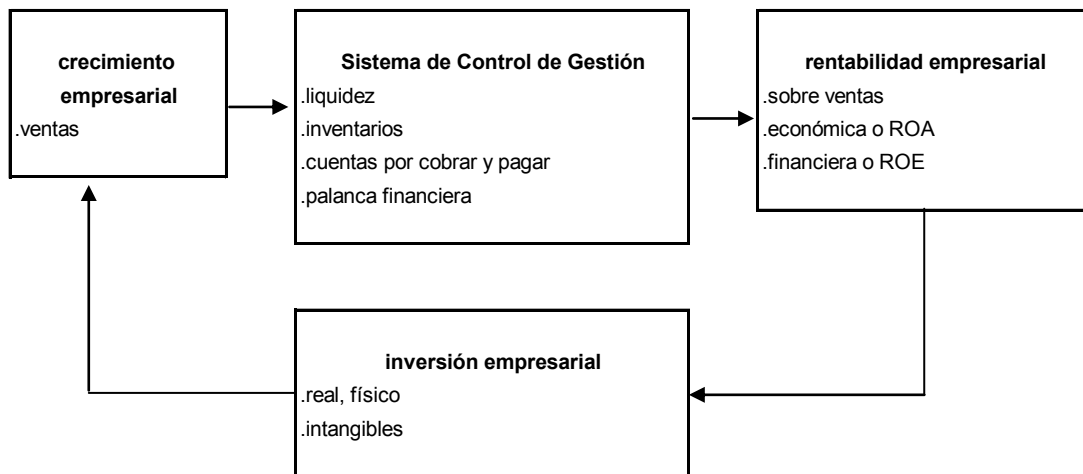 crecimiento
empresarial
.ventas
Sistema de Control de Gestión
.liquidez
.inventarios
.cuentas por cobrar y pagar
.palanca financiera
rentabilidad empresarial
.sobre ventas
.económica o ROA
.financiera o ROE
inversión empresarial
.real, físico
.intangibles